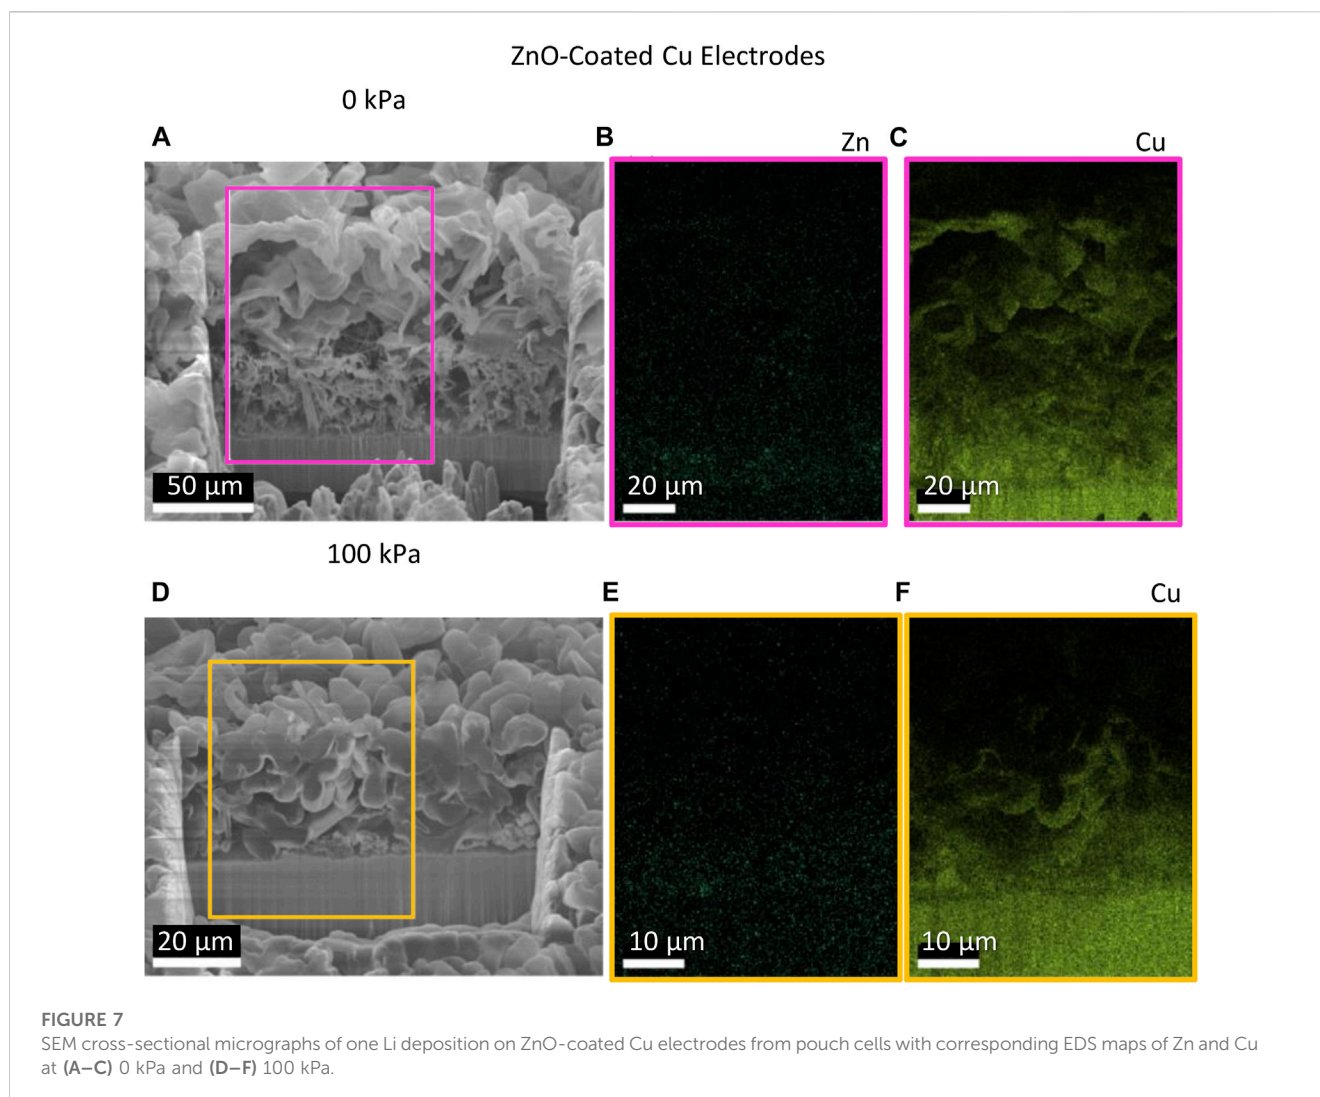 ZnO-Coated Cu Electrodes
0 kPa
A
B
Zn
C
Cu
50 μm
20 μm
20 μm
100 kPa
D
E
F
Cu
20 μm
10 μm
10 μm
FIGURE 7
SEM cross-sectional micrographs of one Li deposition on ZnO-coated Cu electrodes from pouch cells with corresponding EDS maps of Zn and Cu
at (A–C) 0 kPa and (D–F) 100 kPa.